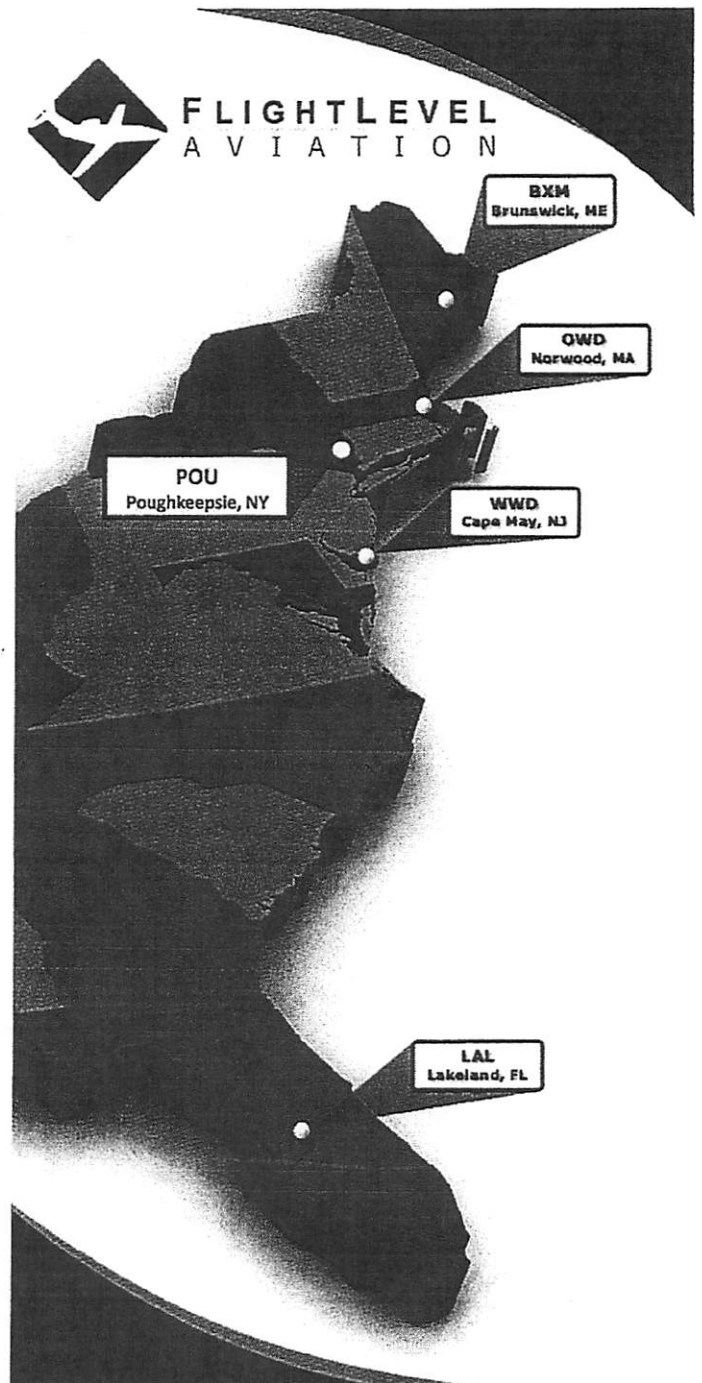 FLIGHTLEVEL
AVIATION
BXM
Brunswick, ME
OWD
Norwood, MA
POU
Poughkeepsie, NY
WWD
Cape May, NJ
LAL
Lakeland, FL